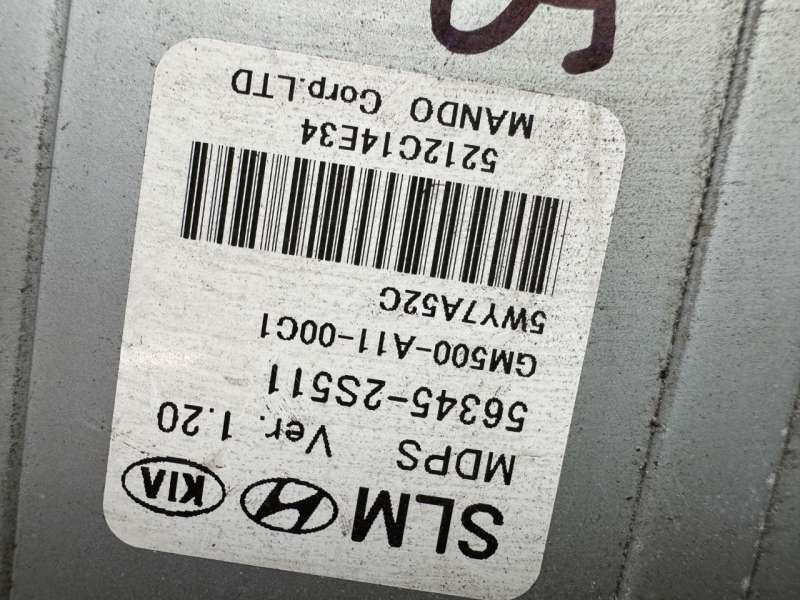 SLM KIA
MDPS Ver. 1.20
56345-2S511
GM500-A11-00C1
5WY7A52C
5212C14E34
MANDO Corp.LTD